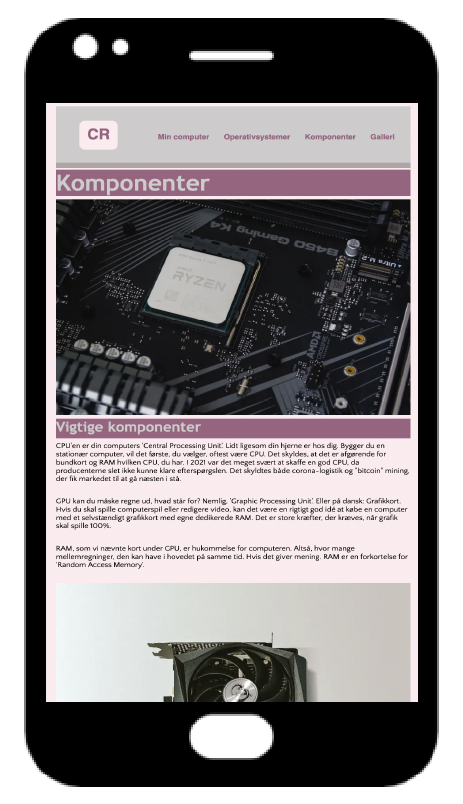 CR
Min computer Operativsystemer Komponenter Galleri
Komponenter
B450 Gaming K4
Ultra M.2
RYZEN
AMD
Vigtige komponenter
CPU'en er din computers 'Central Processing Unit'. Lidt ligesom din hjerne er hos dig. Bygger du en
stationær computer, vil det første, du vælger, oftest være CPU. Det skyldes, at det er afgørende for
bundkort og RAM hvilken CPU, du har. I 2021 var det meget svært at skaffe en god CPU, da
producenterne slet ikke kunne klare efterspørgslen. Det skyldtes både corona-logistik og "bitcoin" mining,
der fik markedet til at gå næsten i stå.
GPU kan du måske regne ud, hvad står for? Nemlig, 'Graphic Processing Unit'. Eller på dansk: Grafikkort.
Hvis du skal spille computerspil eller redigere video, kan det være en rigtigt god idé at købe en computer
med et selvstændigt grafikkort med egne dedikerede RAM. Det er store kræfter, der kræves, når grafik
skal spille 100%.
RAM, som vi nævnte kort under GPU, er hukommelse for computeren. Altså, hvor mange
mellemregninger, den kan have i hovedet på samme tid. Hvis det giver mening. RAM er en forkortelse for
'Random Access Memory'.